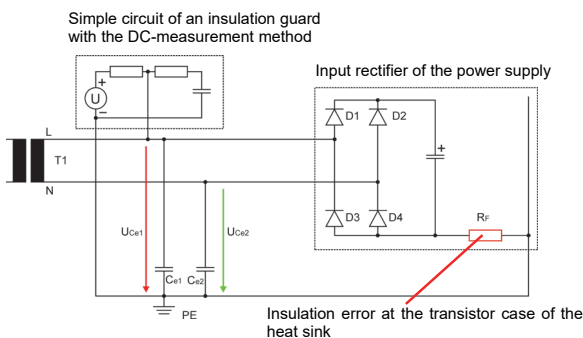 Simple circuit of an insulation guard
with the DC-measurement method
Input rectifier of the power supply
+
U
−
D1
D2
+
L
T1
N
D3
D4
RF
UCe1
UCe2
Ce1
Ce2
PE
Insulation error at the transistor case of the
heat sink